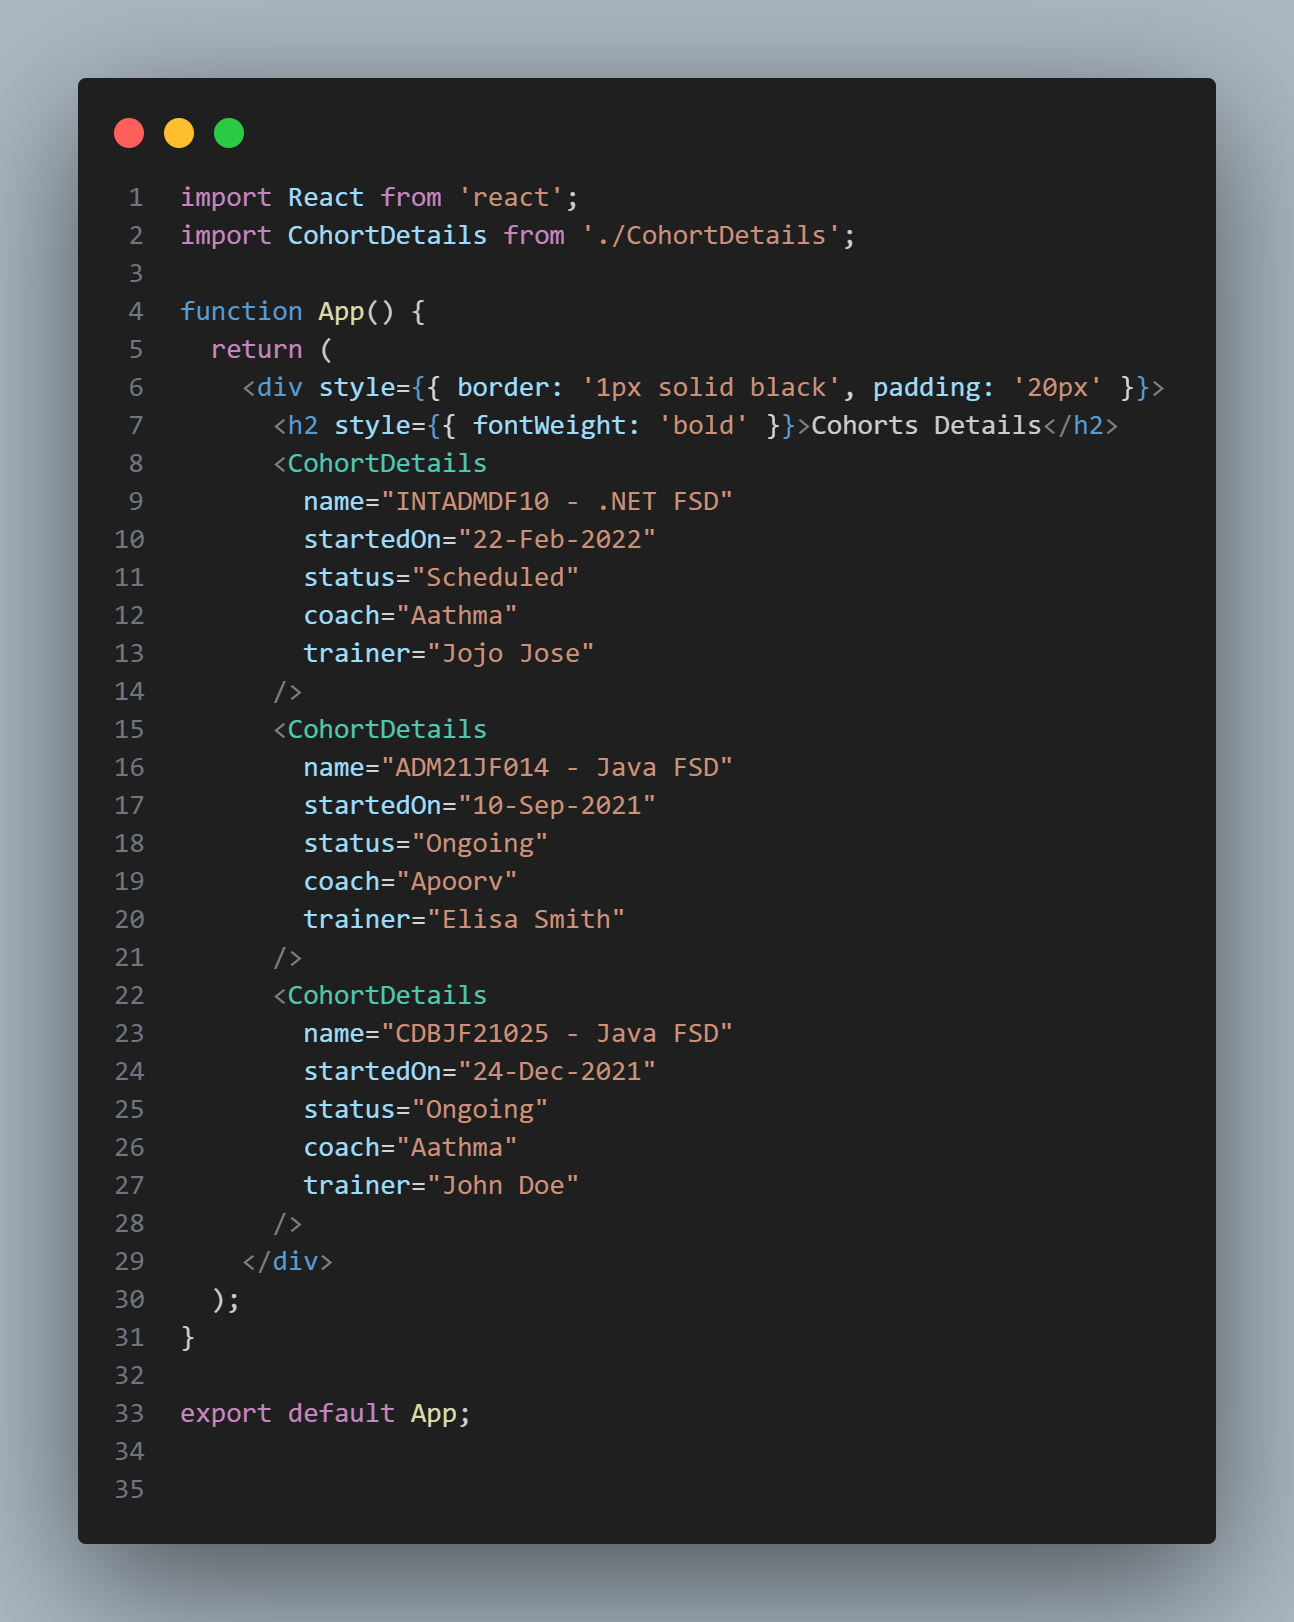 1 import React from 'react';
2 import CohortDetails from './CohortDetails';
3
4 function App() {
5   return (
6     <div style={{ border: '1px solid black', padding: '20px' }}>
7       <h2 style={{ fontWeight: 'bold' }}>Cohorts Details</h2>
8       <CohortDetails
9         name="INTADMDF10 - .NET FSD"
10         startedOn="22-Feb-2022"
11         status="Scheduled"
12         coach="Aathma"
13         trainer="Jojo Jose"
14       />
15       <CohortDetails
16         name="ADM21JF014 - Java FSD"
17         startedOn="10-Sep-2021"
18         status="Ongoing"
19         coach="Apoorv"
20         trainer="Elisa Smith"
21       />
22       <CohortDetails
23         name="CDBJF21025 - Java FSD"
24         startedOn="24-Dec-2021"
25         status="Ongoing"
26         coach="Aathma"
27         trainer="John Doe"
28       />
29     </div>
30   );
31 }
32
33 export default App;
34
35